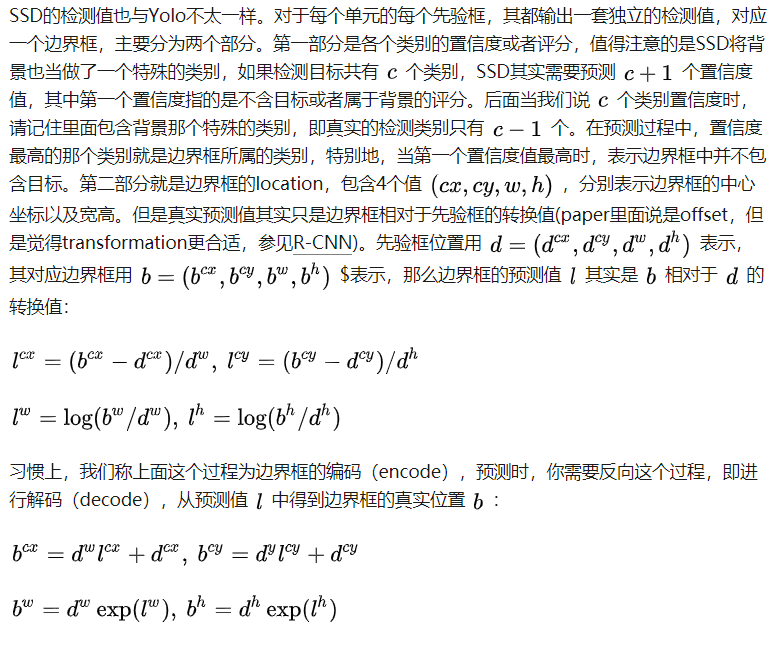 SSD的检测值也与Yolo不太一样。对于每个单元的每个先验框，其都输出一套独立的检测值，对应
一个边界框，主要分为两个部分。第一部分是各个类别的置信度或者评分，值得注意的是SSD将背
景也当做了一个特殊的类别，如果检测目标共有 c 个类别，SSD其实需要预测 c + 1 个置信度
值，其中第一个置信度指的是不含目标或者属于背景的评分。后面当我们说 c 个类别置信度时，
请记住里面包含背景那个特殊的类别，即真实的检测类别只有 c − 1 个。在预测过程中，置信度
最高的那个类别就是边界框所属的类别，特别地，当第一个置信度值最高时，表示边界框中并不包
含目标。第二部分就是边界框的location，包含4个值 (cx, cy, w, h) ，分别表示边界框的中心
坐标以及宽高。但是真实预测值其实只是边界框相对于先验框的转换值(paper里面说是offset，但
是觉得transformation更合适，参见R-CNN)。先验框位置用 d = (d^{cx}, d^{cy}, d^w, d^h) 表示，
其对应边界框用 b = (b^{cx}, b^{cy}, b^w, b^h) $表示，那么边界框的预测值 l 其实是 b 相对于 d 的
转换值：
l^{cx} = (b^{cx} − d^{cx})/d^w, l^{cy} = (b^{cy} − d^{cy})/d^h
l^w = log(b^w/d^w), l^h = log(b^h/d^h)
习惯上，我们称上面这个过程为边界框的编码（encode），预测时，你需要反向这个过程，即进
行解码（decode），从预测值 l 中得到边界框的真实位置 b ：
b^{cx} = d^w l^{cx} + d^{cx}, b^{cy} = d^y l^{cy} + d^{cy}
b^w = d^w exp(l^w), b^h = d^h exp(l^h)